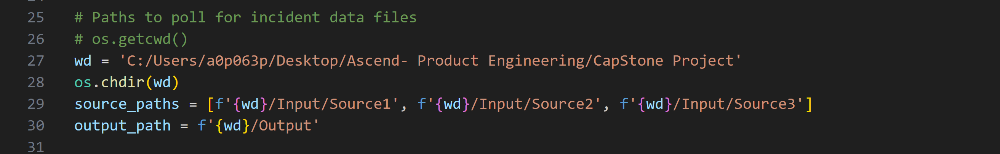 25 # Paths to poll for incident data files
26 # os.getcwd()
27 wd = 'C:/Users/a0p063p/Desktop/Ascend- Product Engineering/CapStone Project'
28 os.chdir(wd)
29 source_paths = [f'{wd}/Input/Source1', f'{wd}/Input/Source2', f'{wd}/Input/Source3']
30 output_path = f'{wd}/Output'
31